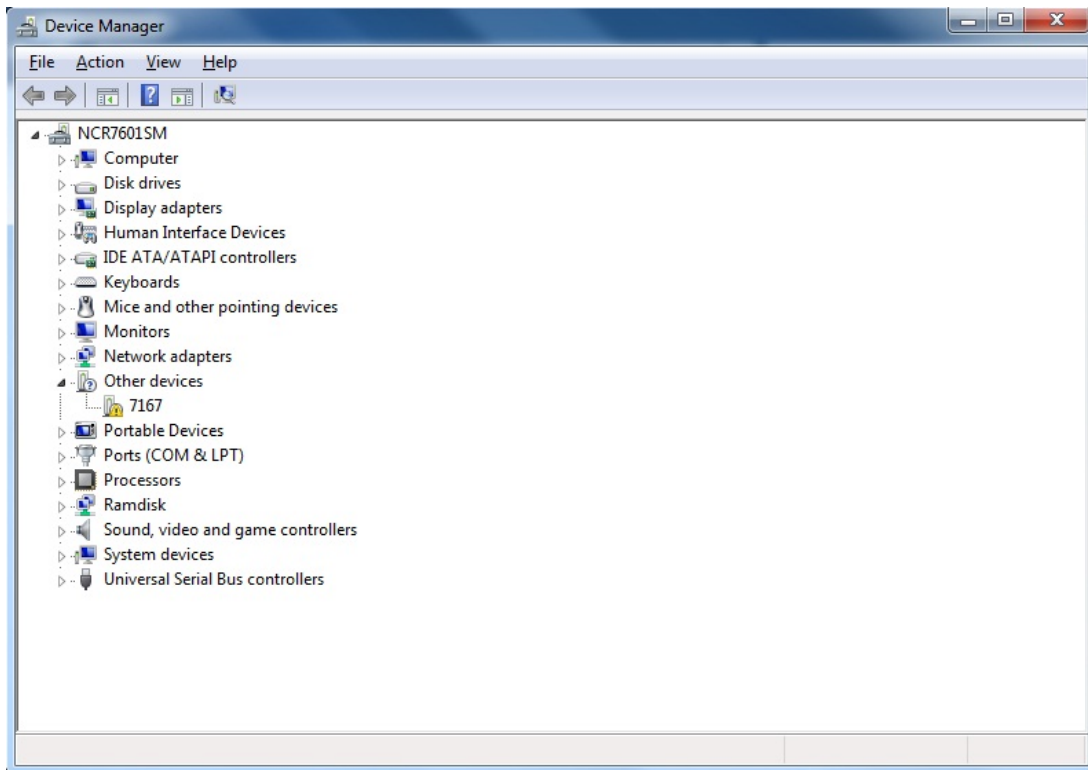 Device Manager
File Action View Help
NCR7601SM
Computer
Disk drives
Display adapters
Human Interface Devices
IDE ATA/ATAPI controllers
Keyboards
Mice and other pointing devices
Monitors
Network adapters
Other devices
7167
Portable Devices
Ports (COM & LPT)
Processors
Ramdisk
Sound, video and game controllers
System devices
Universal Serial Bus controllers